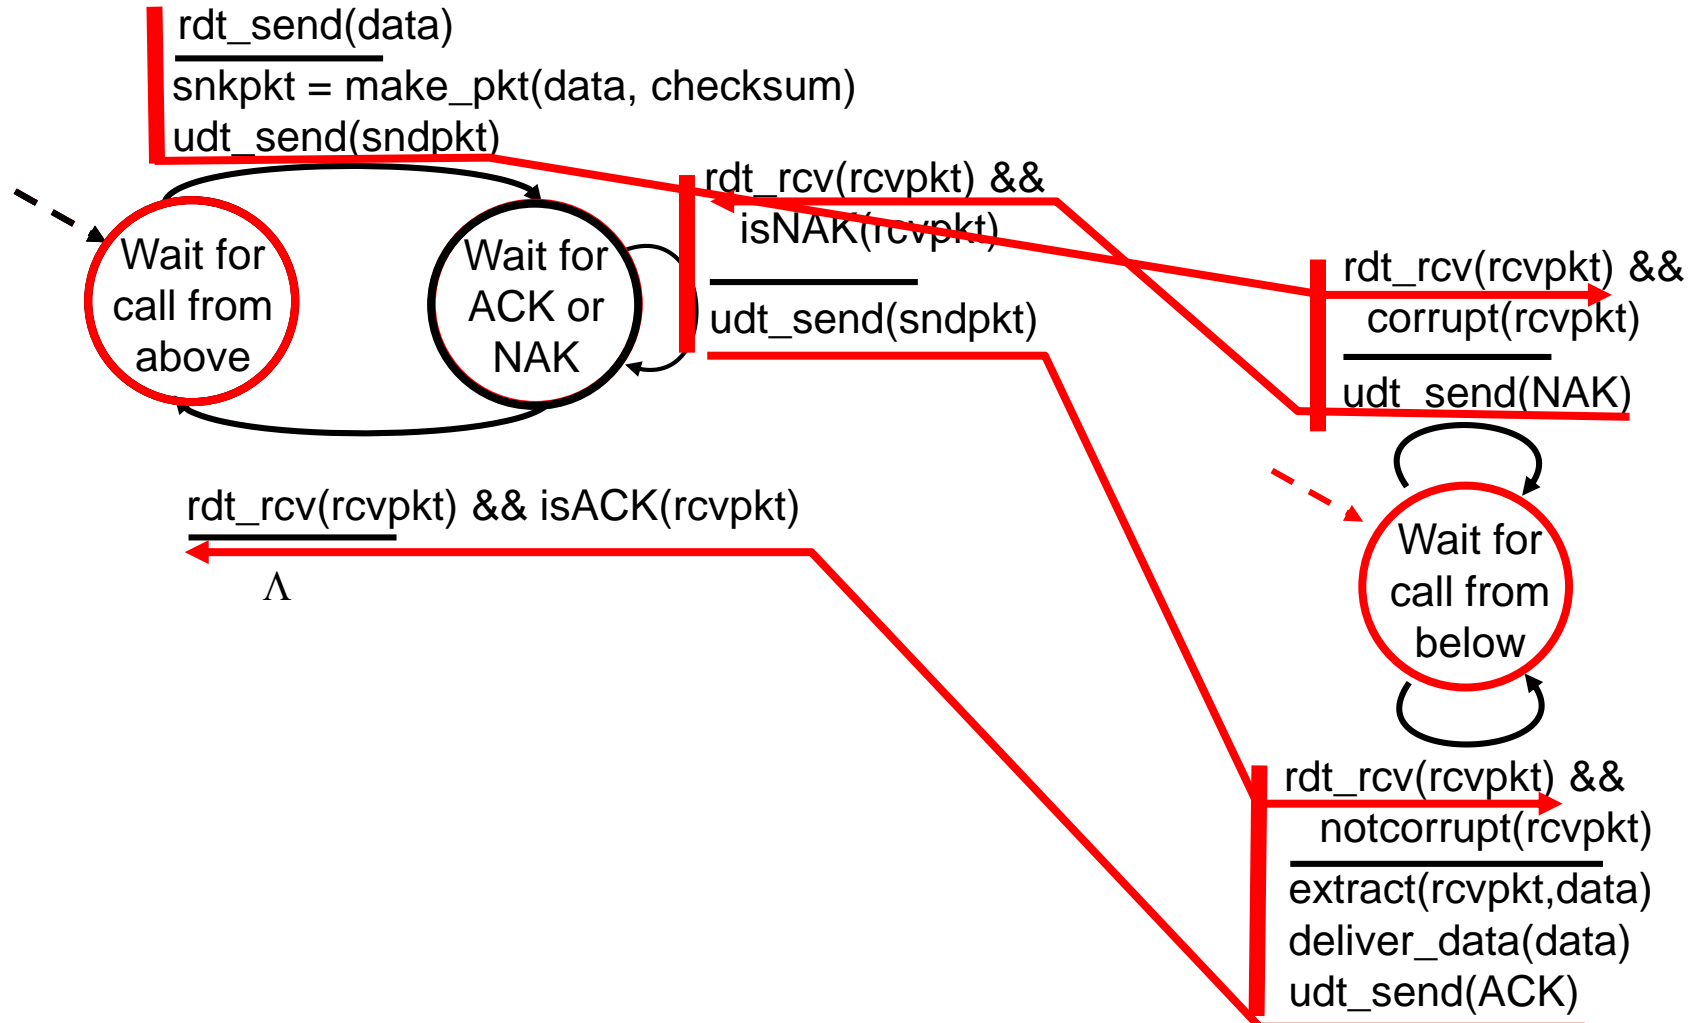 rdt_send(data)
snkpkt = make_pkt(data, checksum)
udt_send(sndpkt)
Wait for
call from
above
Wait for
ACK or
NAK
rdt_rcv(rcvpkt) &&
isNAK(rcvpkt)
udt_send(sndpkt)
rdt_rcv(rcvpkt) && isACK(rcvpkt)
Λ
rdt_rcv(rcvpkt) &&
corrupt(rcvpkt)
udt_send(NAK)
Wait for
call from
below
rdt_rcv(rcvpkt) &&
notcorrupt(rcvpkt)
extract(rcvpkt,data)
deliver_data(data)
udt_send(ACK)